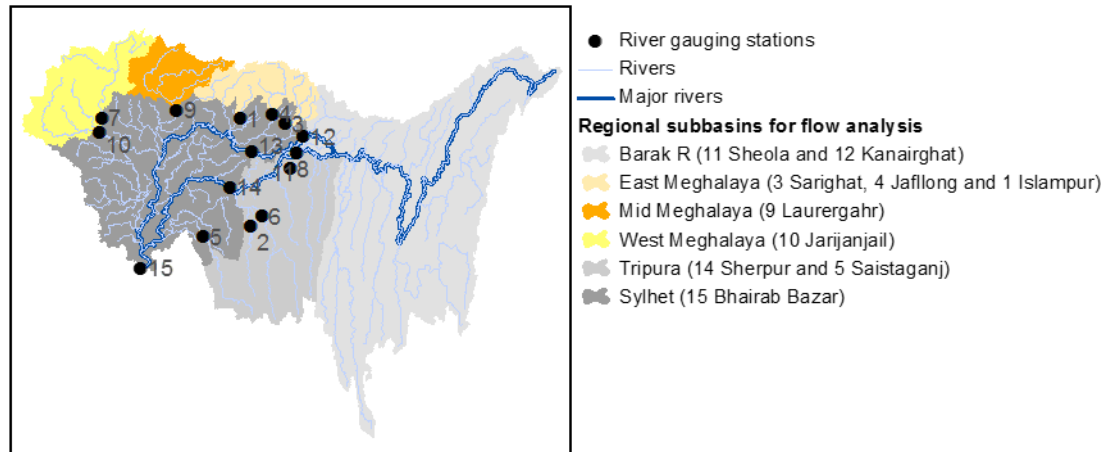 7
9
1
4
3
10
12
13
11
8
14
6
2
5
15
River gauging stations
Rivers
Major rivers
Regional subbasins for flow analysis
Barak R (11 Sheola and 12 Kanairghat)
East Meghalaya (3 Sarighat, 4 Jafllong and 1 Islampur)
Mid Meghalaya (9 Laurergahr)
West Meghalaya (10 Jarijanjail)
Tripura (14 Sherpur and 5 Saistaganj)
Sylhet (15 Bhairab Bazar)